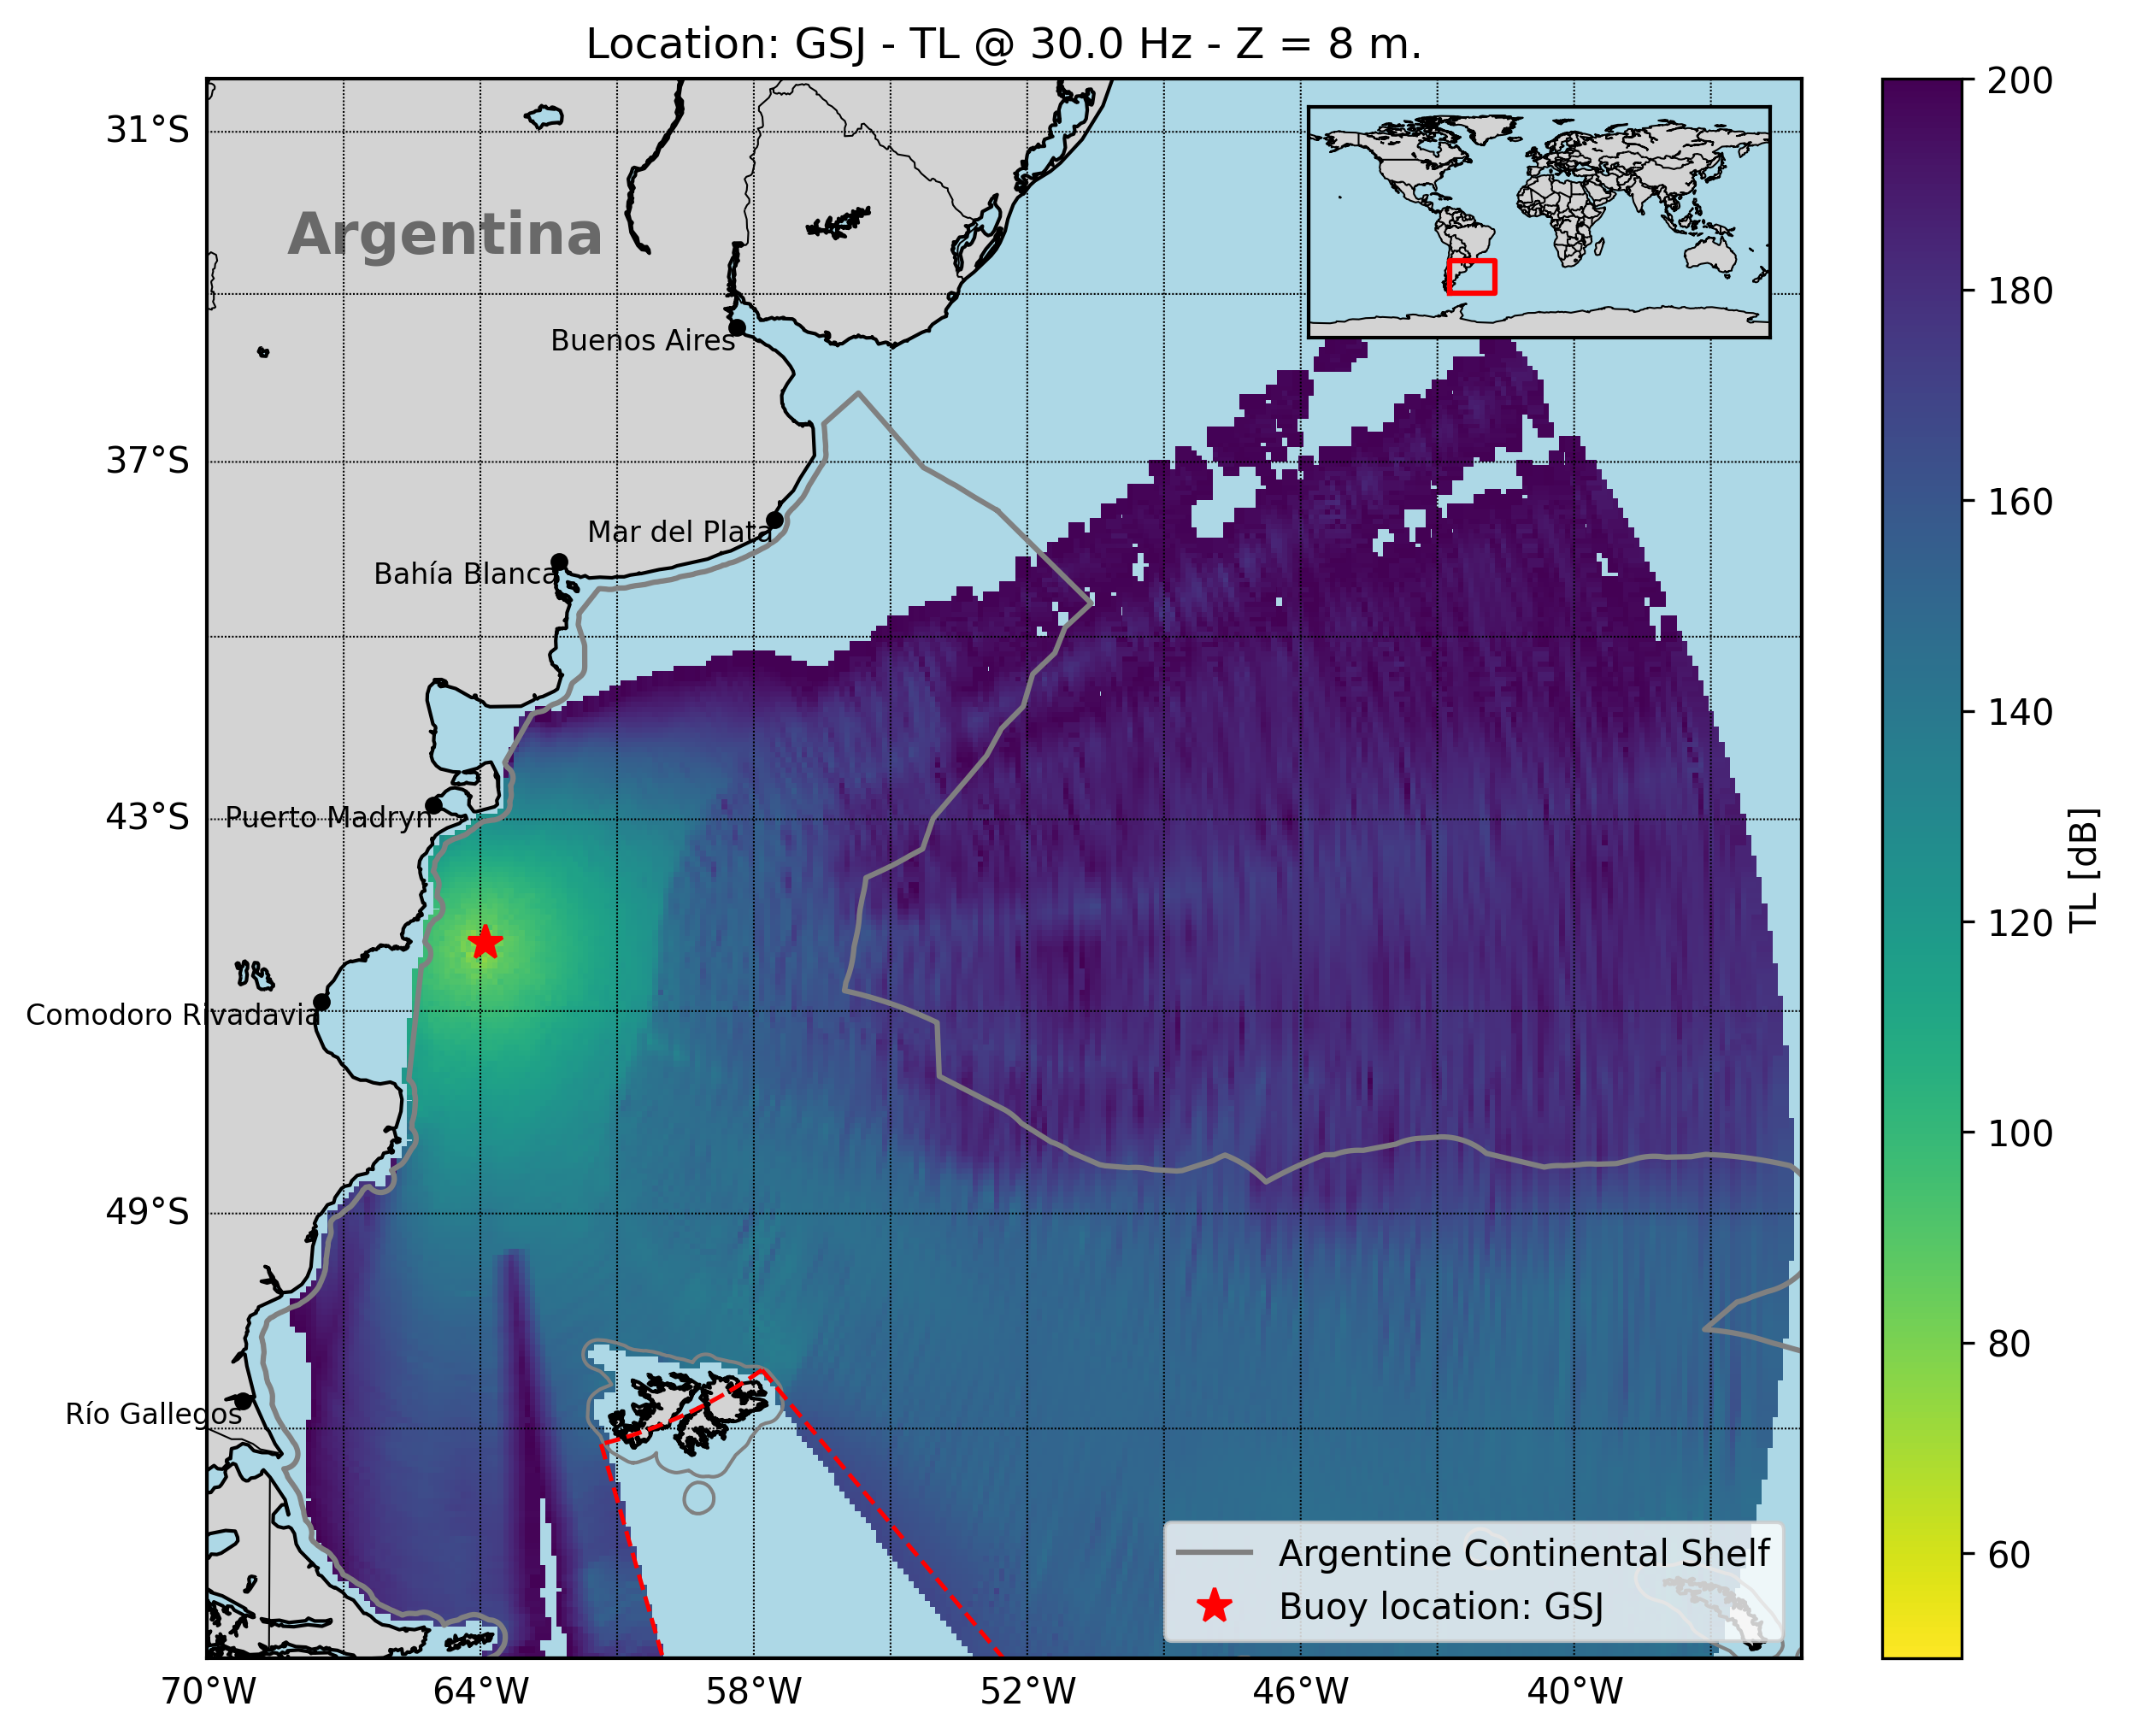 Location: GSJ - TL @ 30.0 Hz - Z = 8 m.
31°S
37°S
43°S
49°S
Argentina
Buenos Aires
Mar del Plata
Bahía Blanca
Puerto Madryn
Comodoro Rivadavia
Río Gallegos
Argentine Continental Shelf
Buoy location: GSJ
70°W
64°W
58°W
52°W
46°W
40°W
200
180
160
140
120
100
80
60
TL [dB]